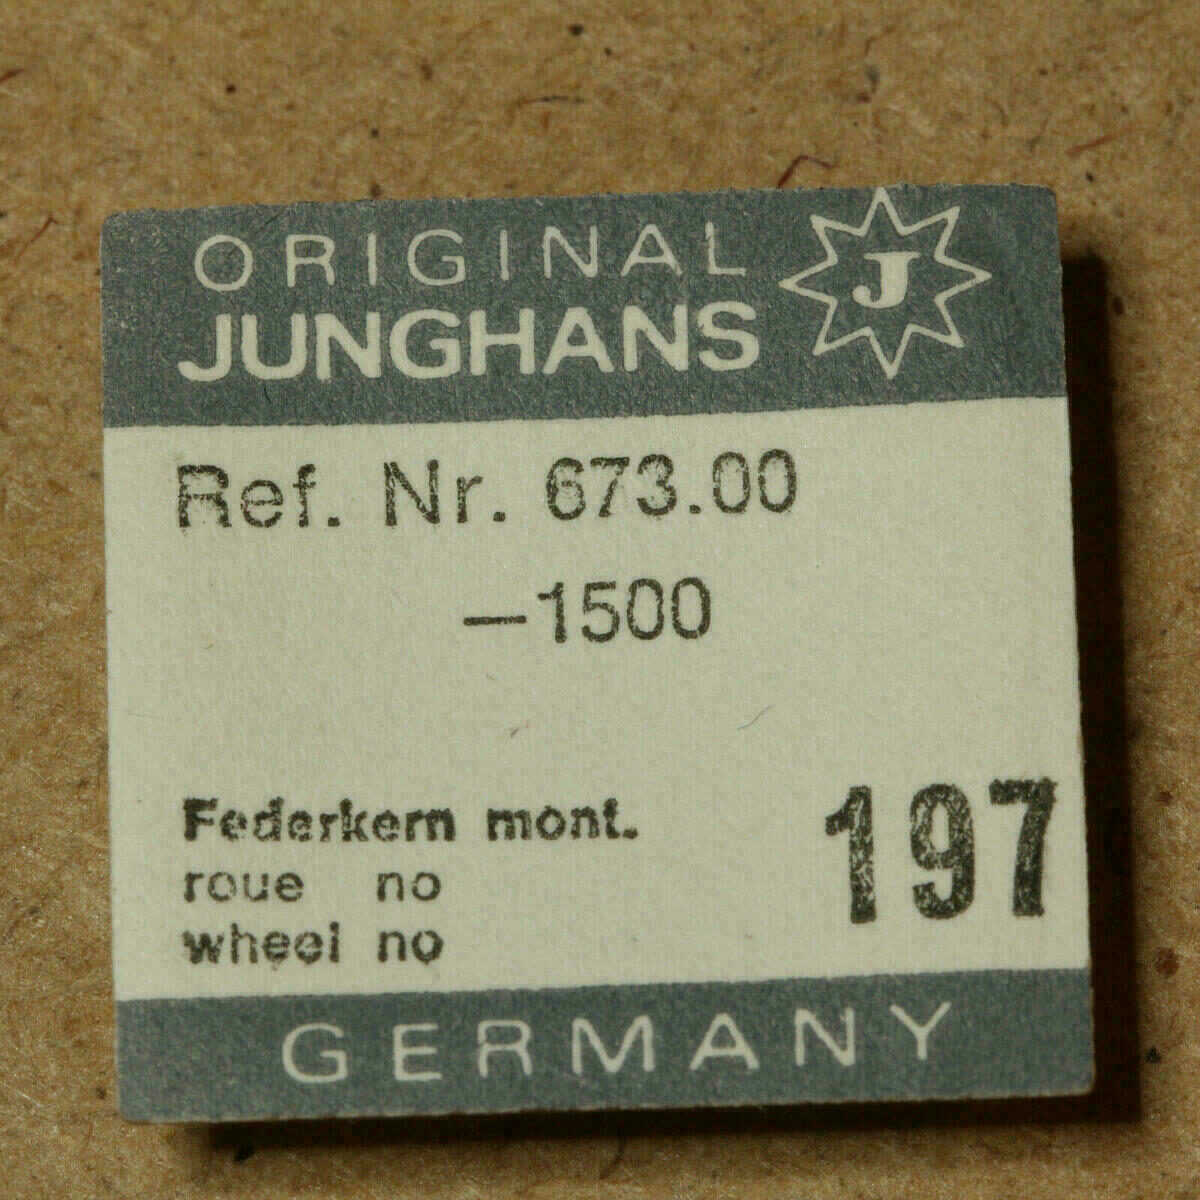 ORIGINAL
JUNGHANS
J
Ref. Nr. 673.00
–1500
Federkern mont.
roue no
wheel no
197
GERMANY